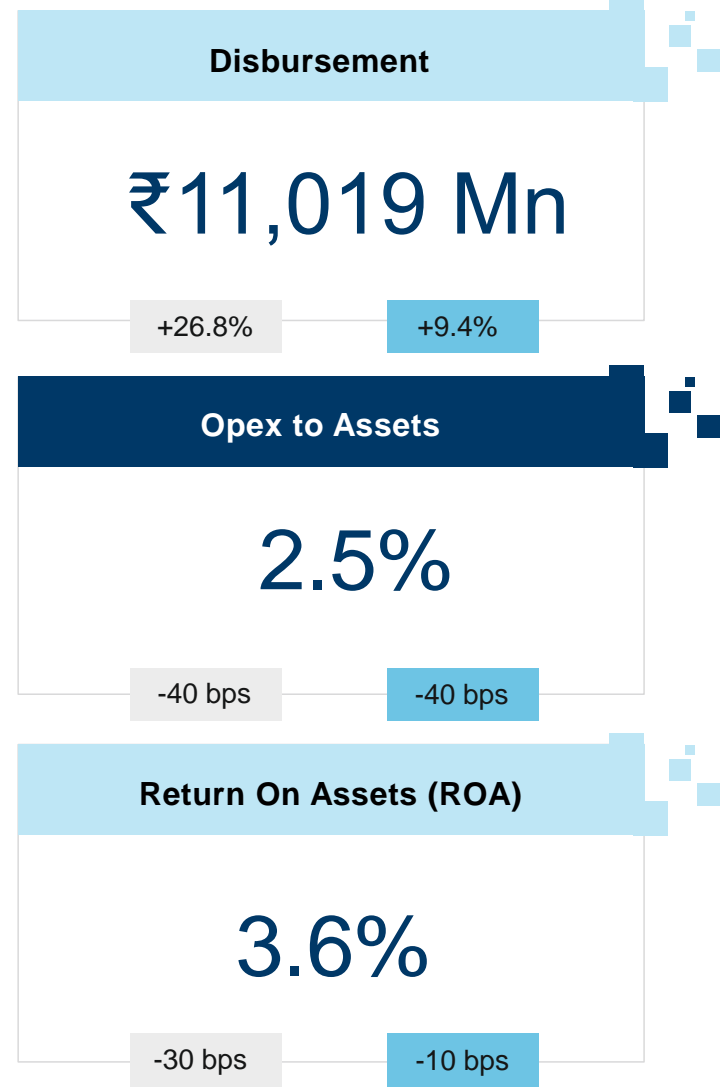 Disbursement
₹11,019 Mn
+26.8% +9.4%
Opex to Assets
2.5%
-40 bps -40 bps
Return On Assets (ROA)
3.6%
-30 bps -10 bps